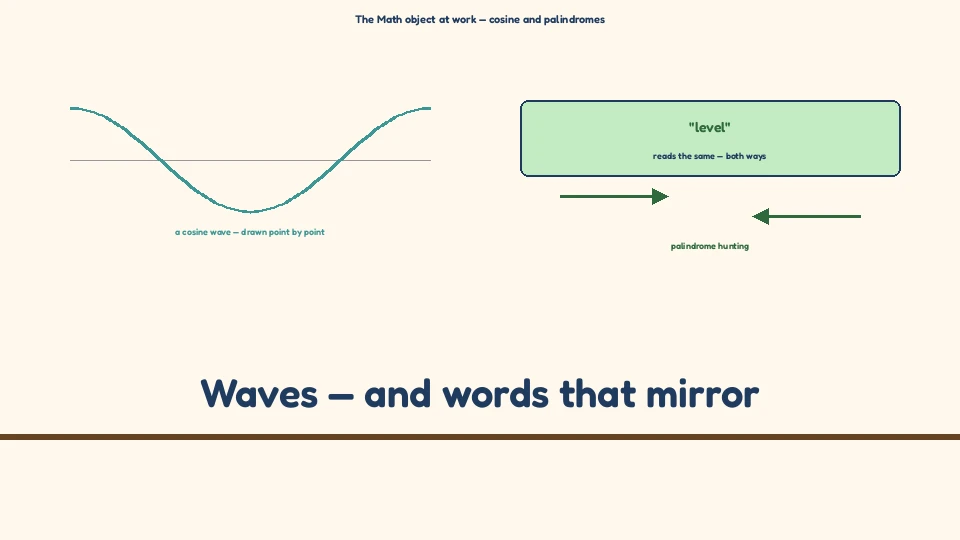 The Math object at work — cosine and palindromes
"level"
reads the same — both ways
a cosine wave — drawn point by point
palindrome hunting
Waves — and words that mirror